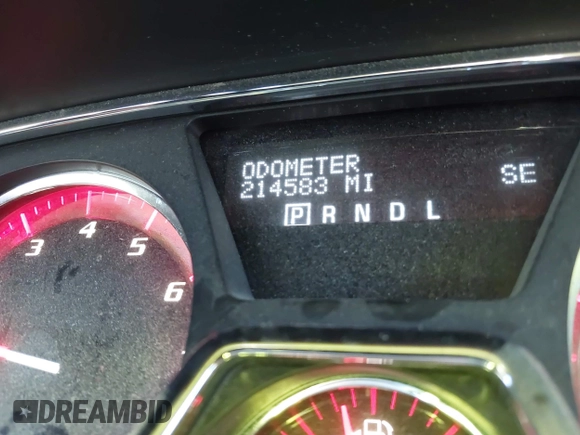 ODOMETER
214583 MI
SE
P R N D L
3 4 5 6
DREAMBID